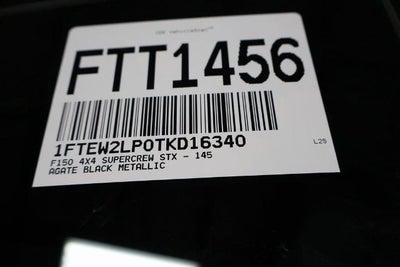 FTT1456
1FTEW2LP0TKD16340
F150 4X4 SUPERCREW STX - 145
L25
AGATE BLACK METALLIC